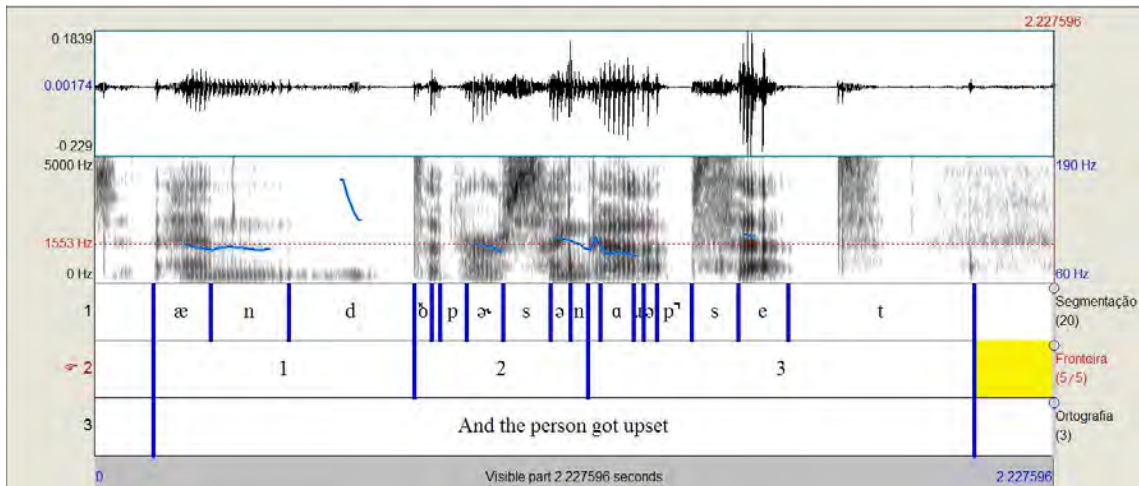 2.227596
0.1839
0.00174
-0.229
5000 Hz 190 Hz
1553 Hz
0 Hz 60 Hz
1 æ n d p ɚ s ə n ɑ ə p̚ s e t Segmentação
(20)
2 1 2 3 Fronteira
(5/5)
3 And the person got upset Ortografia
(3)
0 Visible part 2.227596 seconds 2.227596